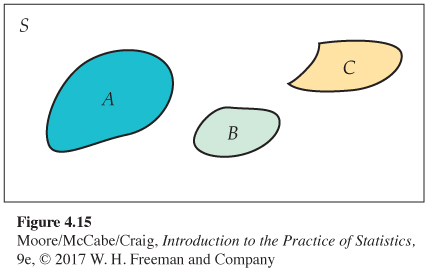 S
A
B
C
Figure 4.15
Moore/McCabe/Craig, Introduction to the Practice of Statistics,
9e, © 2017 W. H. Freeman and Company